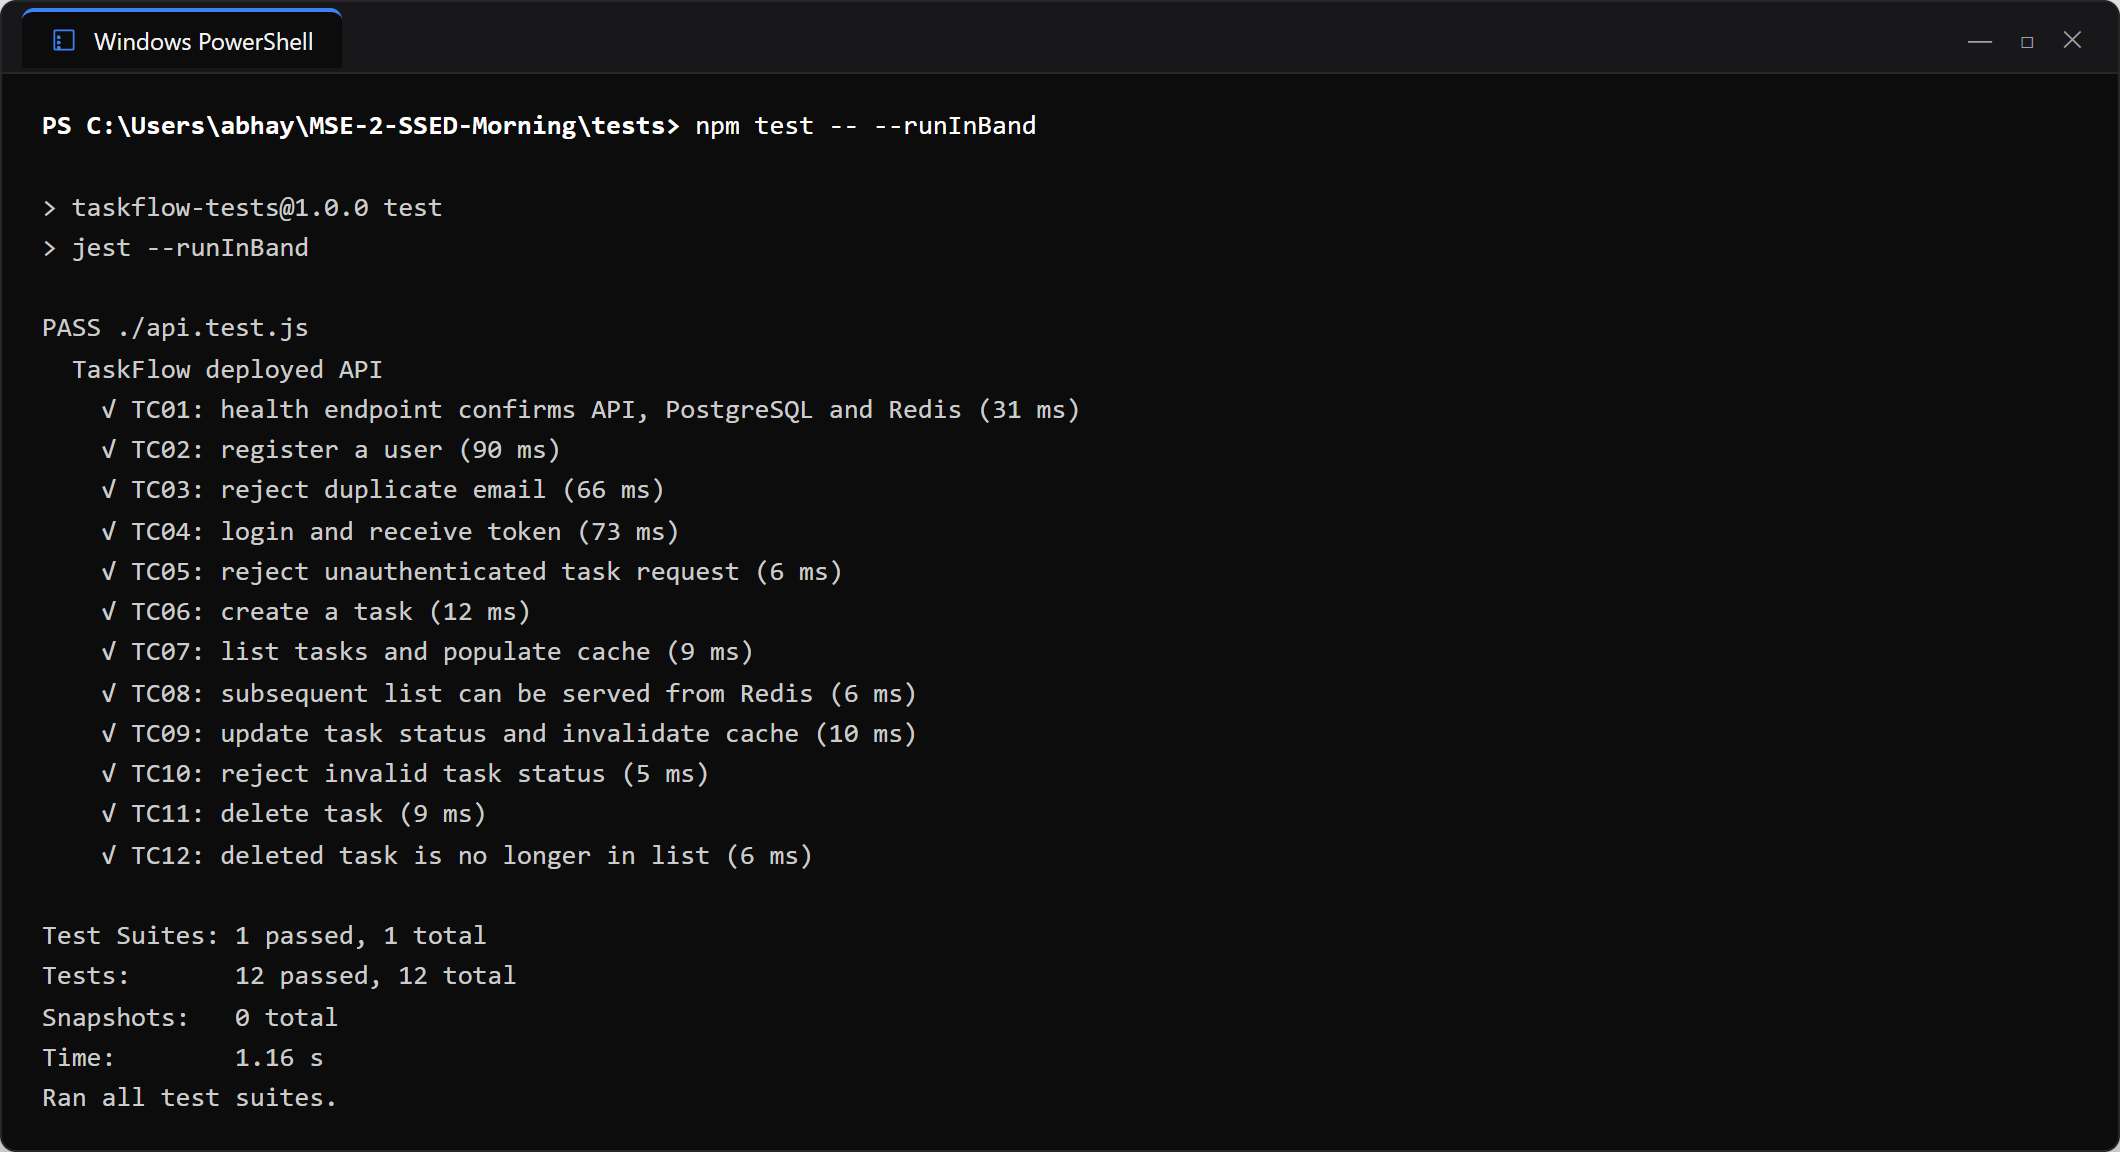 Windows PowerShell
PS C:\Users\abhay\MSE-2-SSED-Morning\tests> npm test -- --runInBand
> taskflow-tests@1.0.0 test
> jest --runInBand
PASS ./api.test.js
TaskFlow deployed API
√ TC01: health endpoint confirms API, PostgreSQL and Redis (31 ms)
√ TC02: register a user (90 ms)
√ TC03: reject duplicate email (66 ms)
√ TC04: login and receive token (73 ms)
√ TC05: reject unauthenticated task request (6 ms)
√ TC06: create a task (12 ms)
√ TC07: list tasks and populate cache (9 ms)
√ TC08: subsequent list can be served from Redis (6 ms)
√ TC09: update task status and invalidate cache (10 ms)
√ TC10: reject invalid task status (5 ms)
√ TC11: delete task (9 ms)
√ TC12: deleted task is no longer in list (6 ms)
Test Suites: 1 passed, 1 total
Tests:       12 passed, 12 total
Snapshots:   0 total
Time:        1.16 s
Ran all test suites.